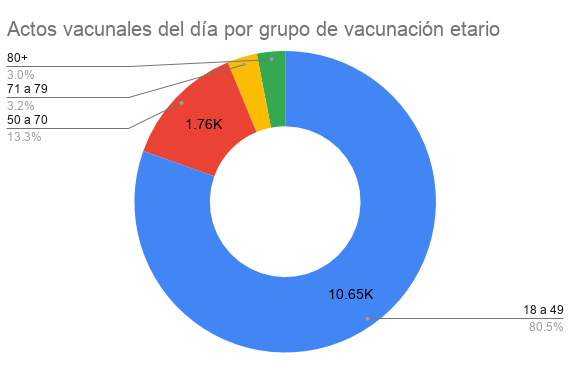 Actos vacunales del día por grupo de vacunación etario
80+
3.0%
71 a 79
3.2%
50 a 70
13.3%
1.76K
10.65K
18 a 49
80.5%